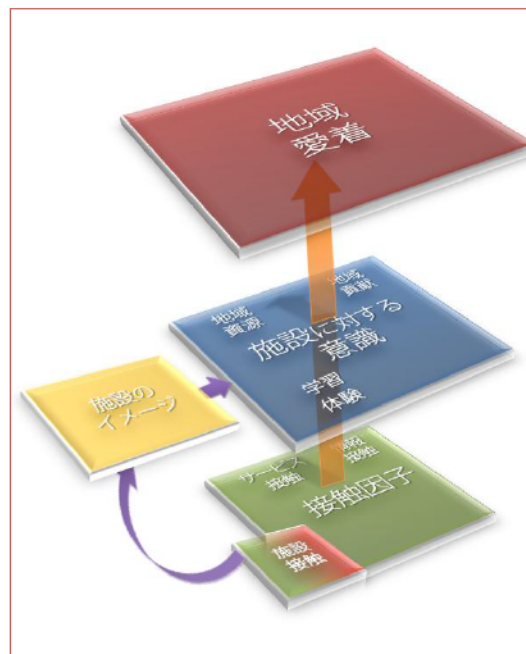 地域
愛着
地域
資源
地域
貢献
施設に対する
意識
学習
体験
施設の
イメージ
サービス
接触
情報
接触
接触因子
施設
接触